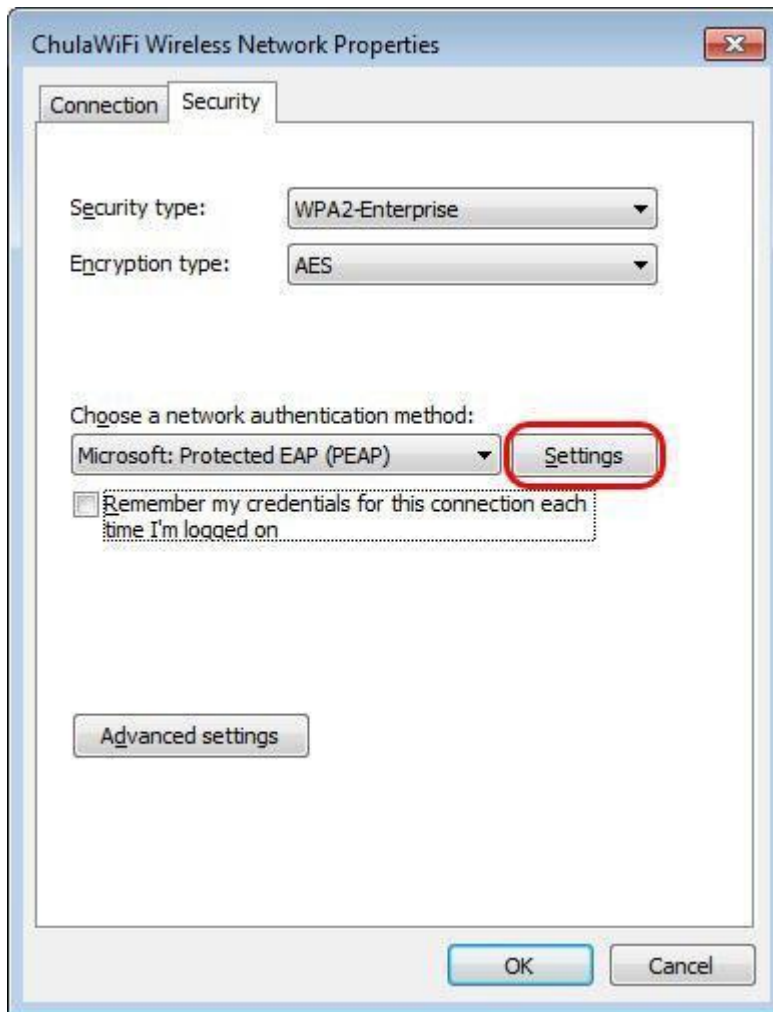 ChulaWiFi Wireless Network Properties
Connection Security
Security type: WPA2-Enterprise
Encryption type: AES
Choose a network authentication method:
Microsoft: Protected EAP (PEAP) Settings
Remember my credentials for this connection each
time I'm logged on
Advanced settings
OK Cancel